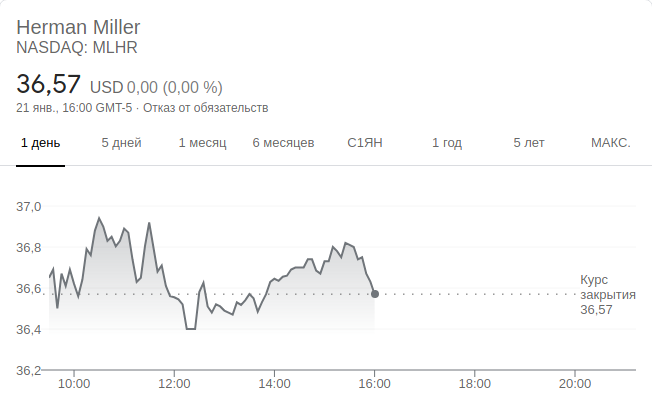 Herman Miller
NASDAQ: MLHR
36,57 USD 0,00 (0,00 %)
21 янв., 16:00 GMT-5 · Отказ от обязательств
1 день 5 дней 1 месяц 6 месяцев С1ЯН 1 год 5 лет МАКС.
37,0
36,8
36,6
36,4
36,2
Курс
закрытия
36,57
10:00 12:00 14:00 16:00 18:00 20:00